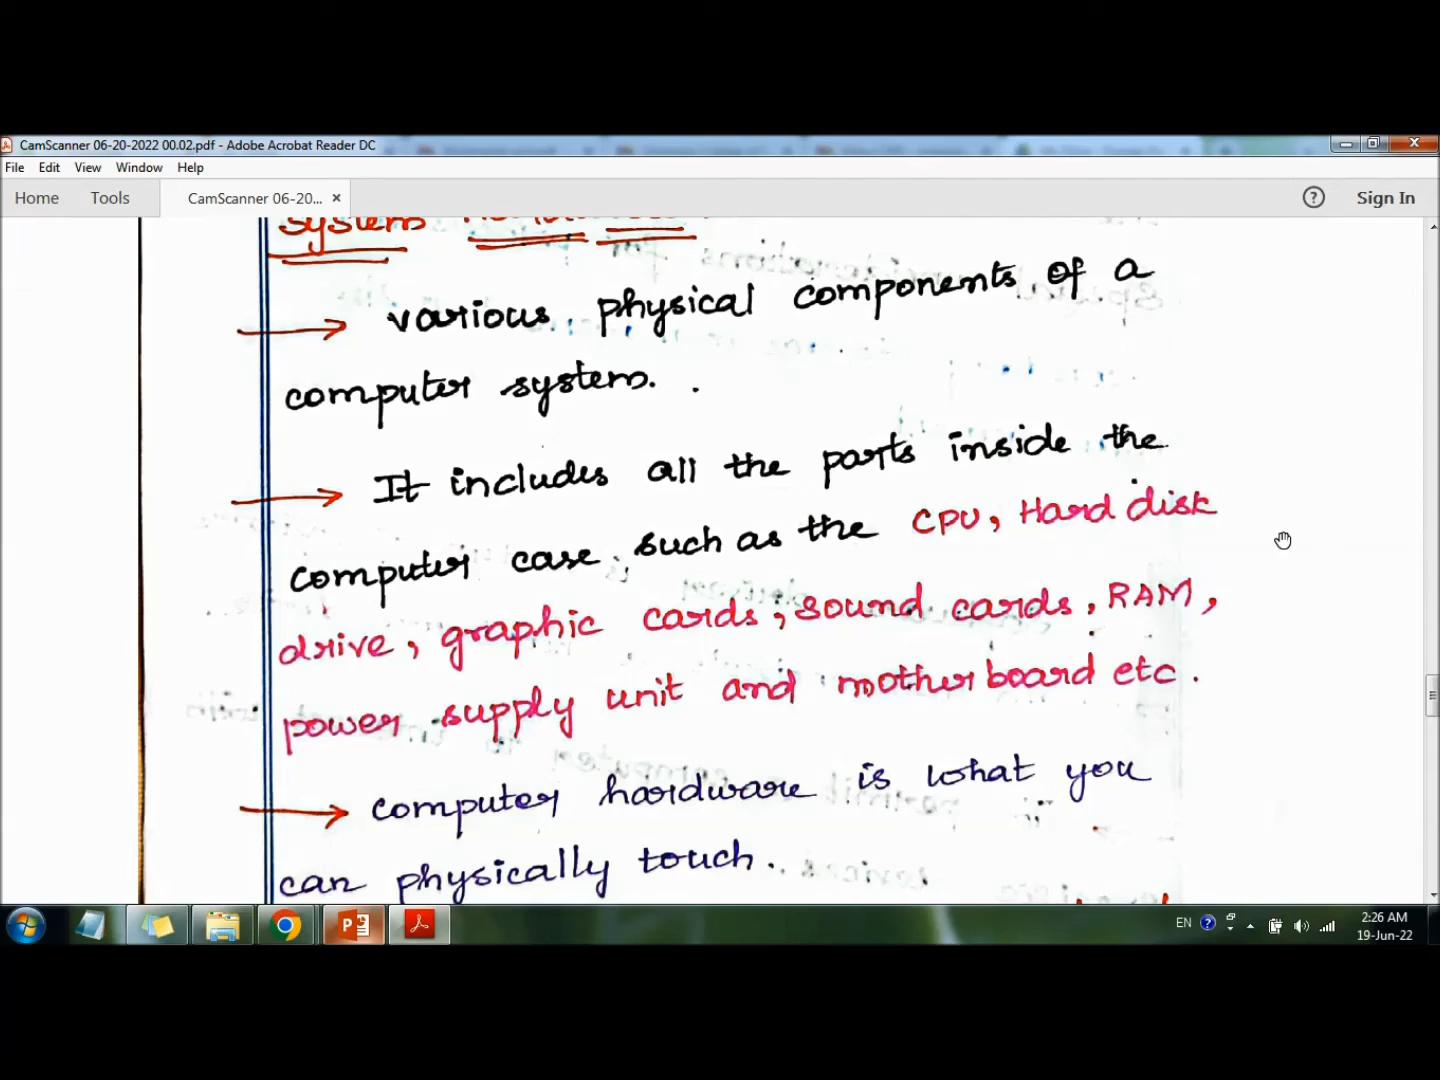 CamScanner 06-20-2022 00.02.pdf - Adobe Acrobat Reader DC
File Edit View Window Help
Home Tools CamScanner 06-20... × ? Sign In
system
→ various physical components of a
computer system.
→ It includes all the parts inside the
computer case, such as the CPU, Hard disk
drive, graphic cards, sound cards, RAM,
power supply unit and motherboard etc.
→ computer hardware is what you
can physically touch.
EN ? 2:26 AM
19-Jun-22